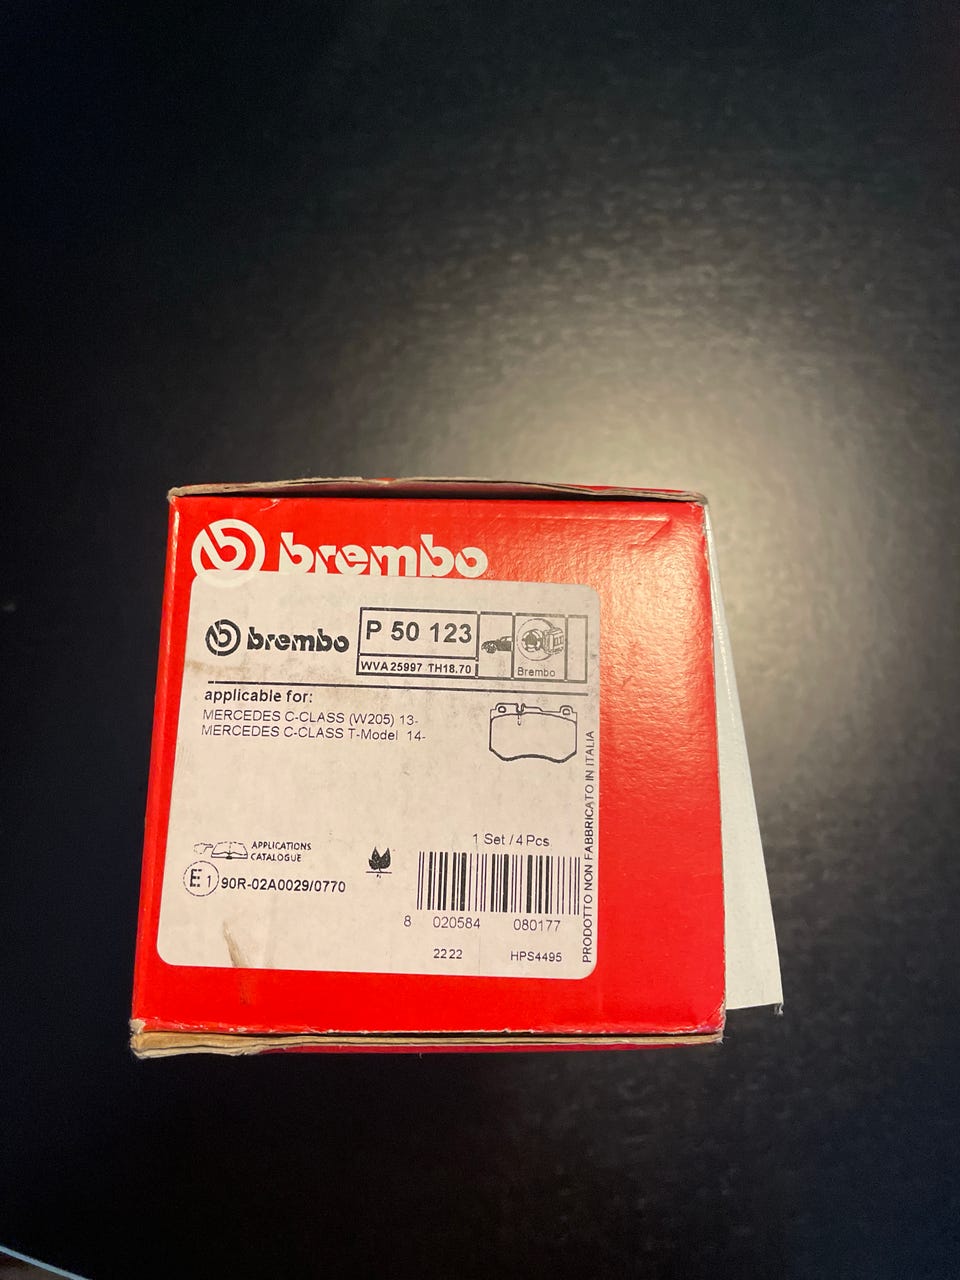 brembo
brembo
P 50 123
WVA 25997 TH18.70
Brembo
applicable for:
MERCEDES C-CLASS (W205) 13-
MERCEDES C-CLASS T-Model 14-
PRODOTTO NON FABBRICATO IN ITALIA
1 Set / 4 Pcs
APPLICATIONS
CATALOGUE
E1 90R-02A0029/0770
8 020584 080177
2222 HPS4495